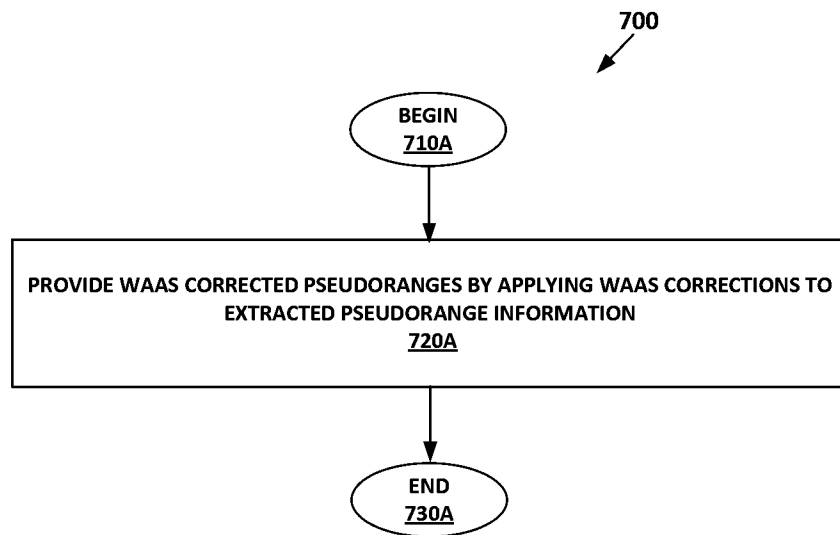 700
BEGIN
710A
PROVIDE WAAS CORRECTED PSEUDORANGES BY APPLYING WAAS CORRECTIONS TO
EXTRACTED PSEUDORANGE INFORMATION
720A
END
730A